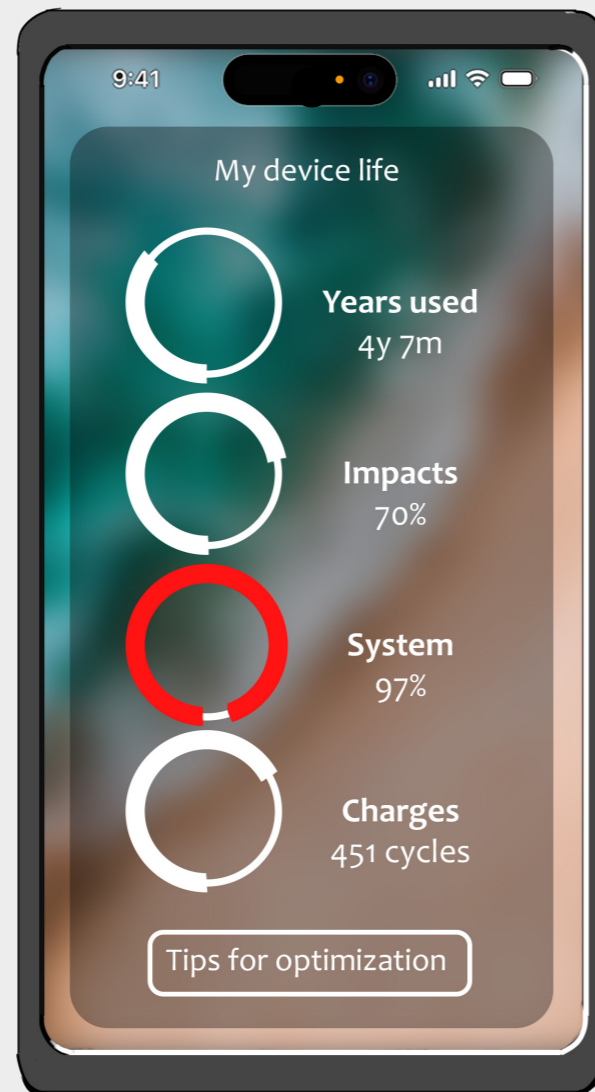 9:41
My device life
Years used
4y 7m
Impacts
70%
System
97%
Charges
451 cycles
Tips for optimization